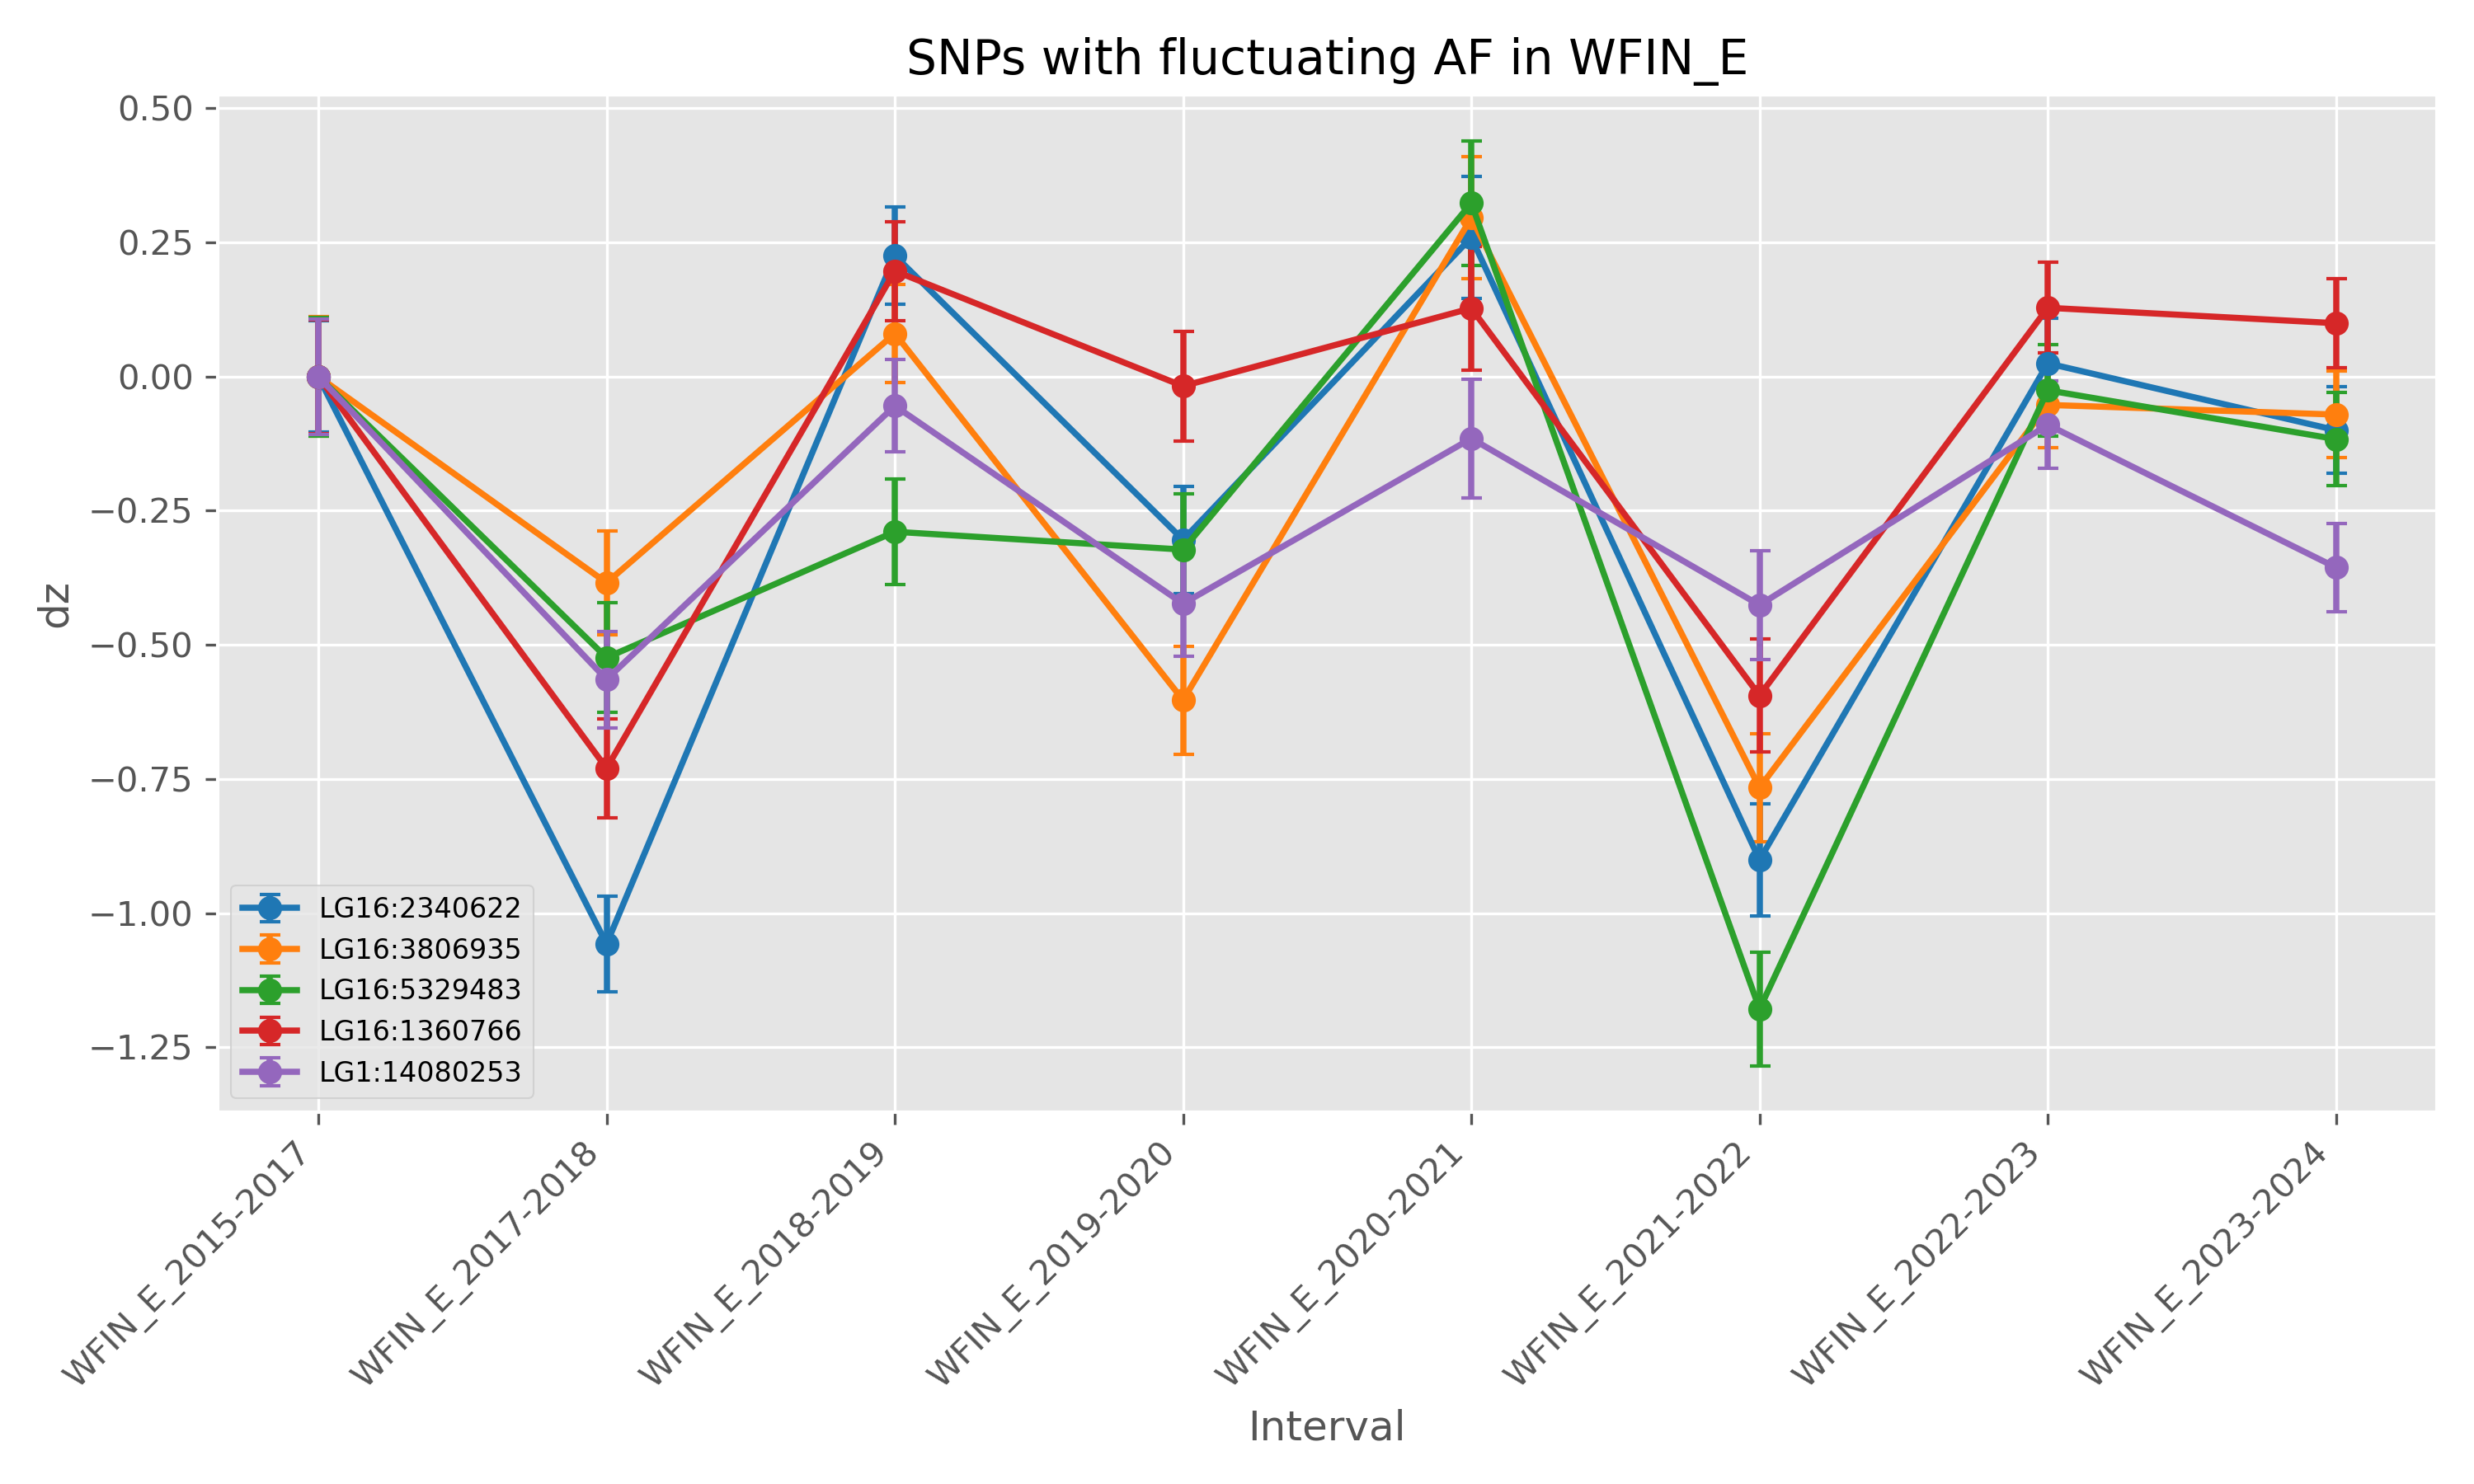 SNPs with fluctuating AF in WFIN_E
0.50
0.25
0.00
−0.25
−0.50
−0.75
−1.00
−1.25
dz
LG16:2340622
LG16:3806935
LG16:5329483
LG16:1360766
LG1:14080253
WFIN_E_2015-2017
WFIN_E_2017-2018
WFIN_E_2018-2019
WFIN_E_2019-2020
WFIN_E_2020-2021
WFIN_E_2021-2022
WFIN_E_2022-2023
WFIN_E_2023-2024
Interval